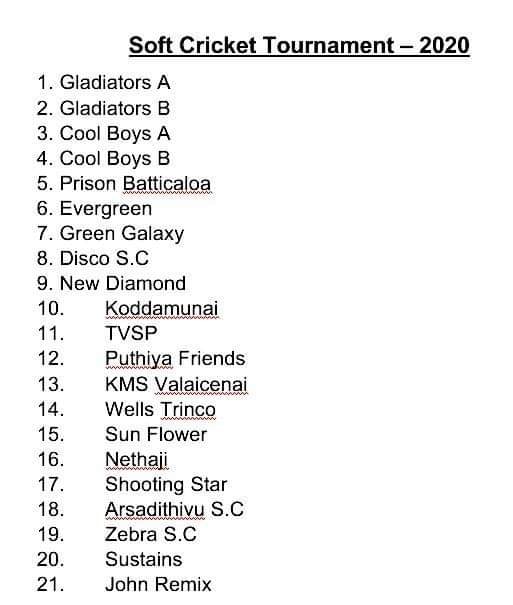 Soft Cricket Tournament – 2020
1. Gladiators A
2. Gladiators B
3. Cool Boys A
4. Cool Boys B
5. Prison Batticaloa
6. Evergreen
7. Green Galaxy
8. Disco S.C
9. New Diamond
10. Koddamunai
11. TVSP
12. Puthiya Friends
13. KMS Valaicenai
14. Wells Trinco
15. Sun Flower
16. Nethaji
17. Shooting Star
18. Arsadithivu S.C
19. Zebra S.C
20. Sustains
21. John Remix